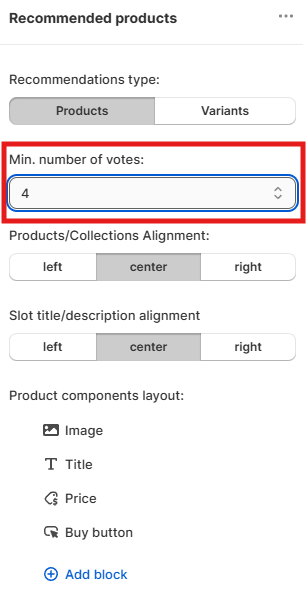 Recommended products
Recommendations type:
Products Variants
Min. number of votes:
4
Products/Collections Alignment:
left center right
Slot title/description alignment
left center right
Product components layout:
Image
Title
Price
Buy button
Add block